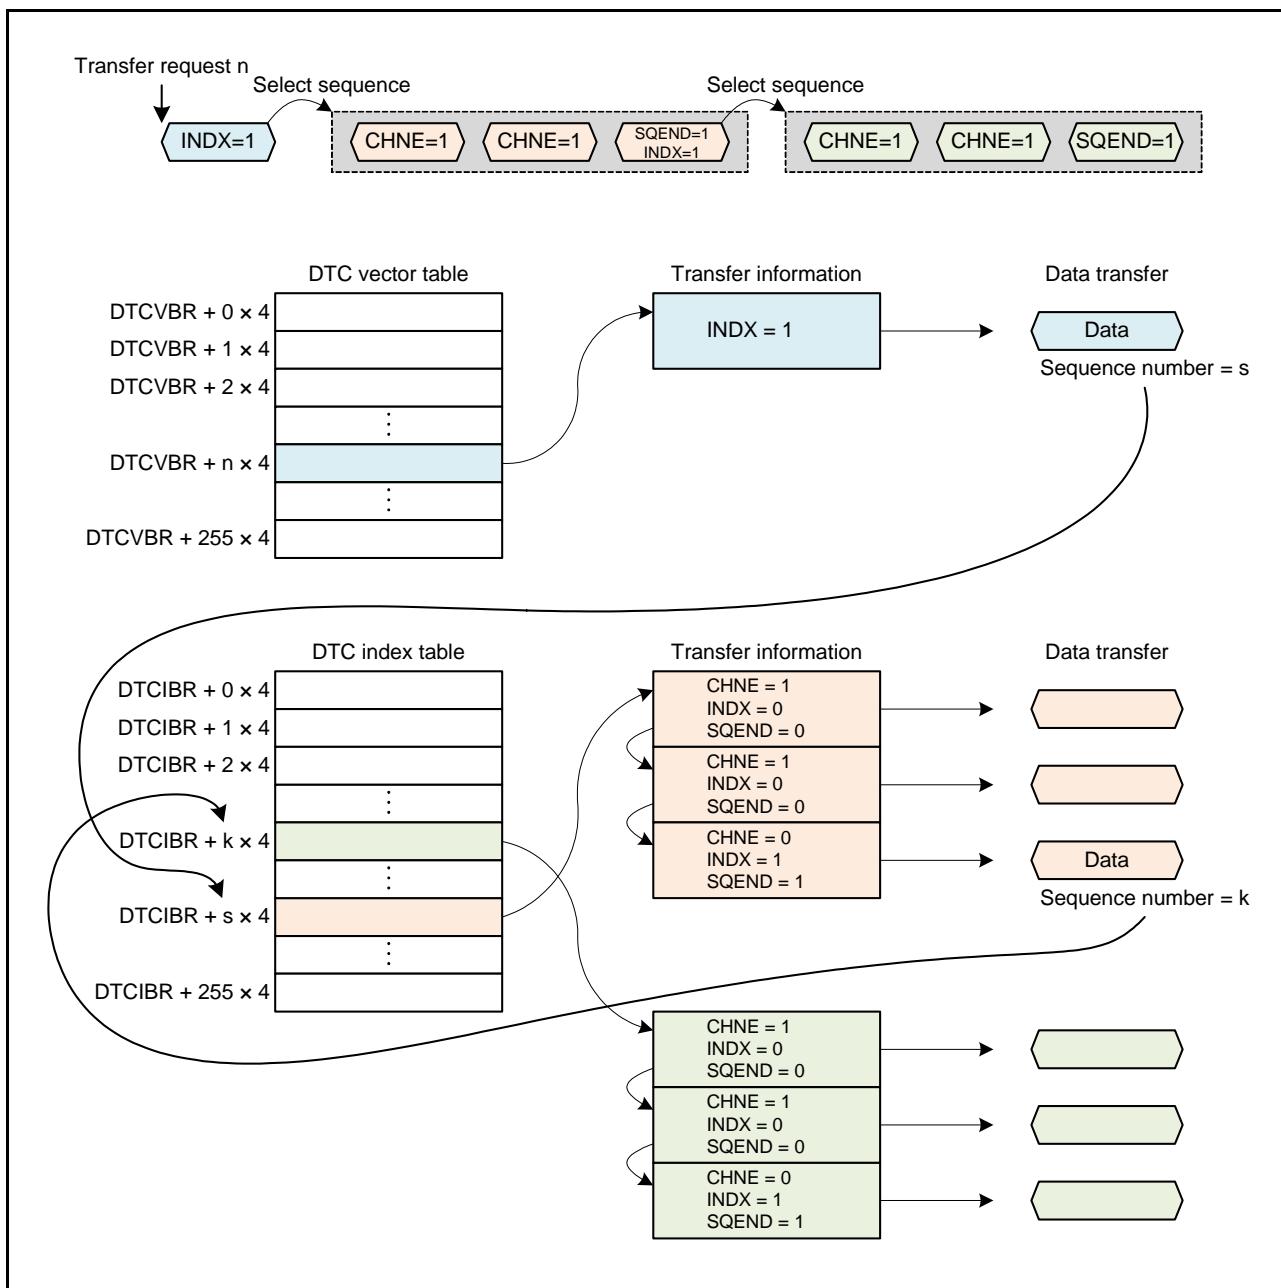 Transfer request n
Select sequence
Select sequence
INDX=1
CHNE=1
CHNE=1
SQEND=1
INDX=1
CHNE=1
CHNE=1
SQEND=1
DTC vector table
Transfer information
Data transfer
DTCVBR + 0 × 4
DTCVBR + 1 × 4
DTCVBR + 2 × 4
⋮
DTCVBR + n × 4
⋮
DTCVBR + 255 × 4
INDX = 1
Data
Sequence number = s
DTC index table
Transfer information
Data transfer
DTCIBR + 0 × 4
DTCIBR + 1 × 4
DTCIBR + 2 × 4
⋮
DTCIBR + k × 4
⋮
DTCIBR + s × 4
⋮
DTCIBR + 255 × 4
CHNE = 1
INDX = 0
SQEND = 0
CHNE = 1
INDX = 0
SQEND = 0
CHNE = 0
INDX = 1
SQEND = 1
Data
Sequence number = k
CHNE = 1
INDX = 0
SQEND = 0
CHNE = 1
INDX = 0
SQEND = 0
CHNE = 0
INDX = 1
SQEND = 1